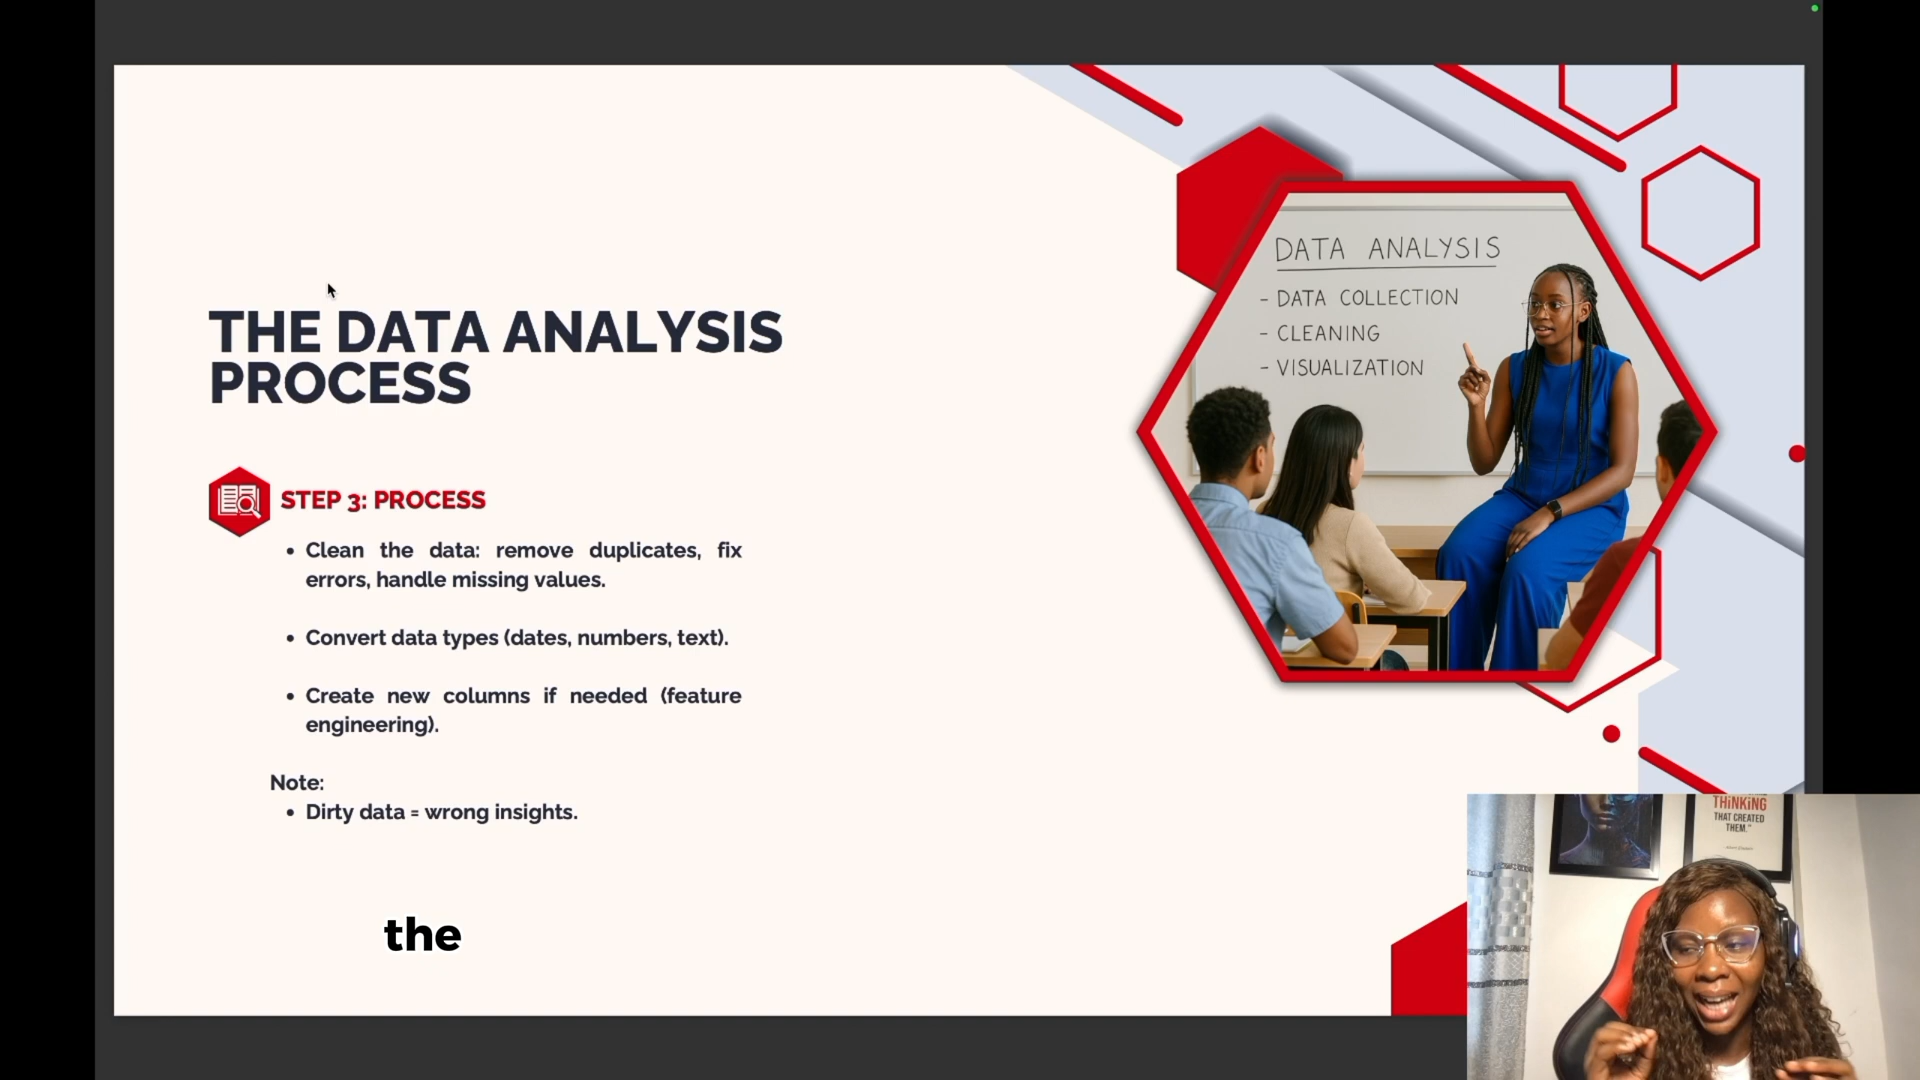 THE DATA ANALYSIS
PROCESS
STEP 3: PROCESS
• Clean the data: remove duplicates, fix
errors, handle missing values.
• Convert data types (dates, numbers, text).
• Create new columns if needed (feature
engineering).
Note:
• Dirty data = wrong insights.
the
DATA ANALYSIS
- DATA COLLECTION
- CLEANING
- VISUALIZATION
THiNKiNG
THAT CREATED
THEM."